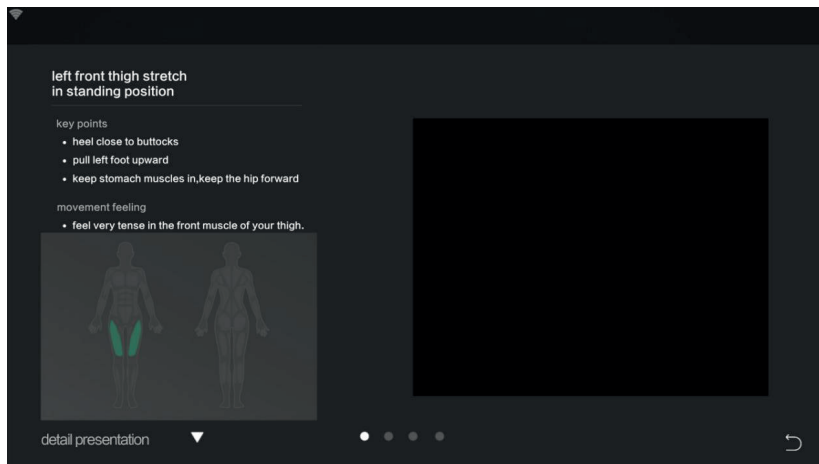 left front thigh stretch
in standing position
key points
• heel close to buttocks
• pull left foot upward
• keep stomach muscles in,keep the hip forward
movement feeling
• feel very tense in the front muscle of your thigh.
detail presentation